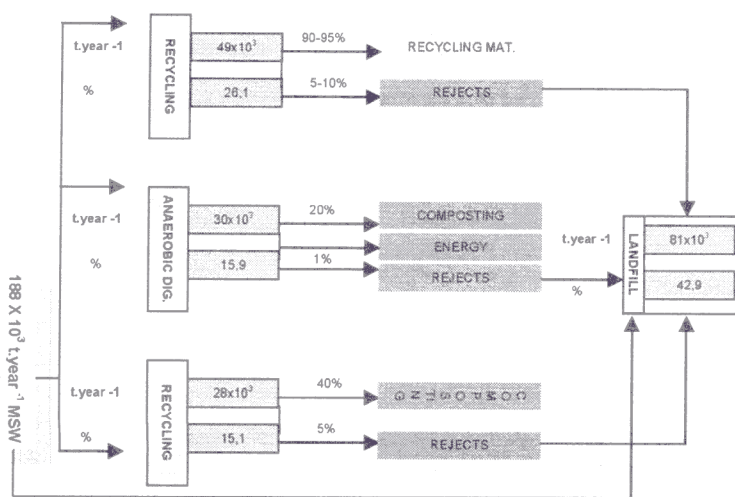 t.year -1
%
RECYCLING
49x10³
26,1
90-95%
5-10%
RECYCLING MAT.
REJECTS
t.year -1
%
ANAEROBIC DIG.
30x10³
15,9
20%
1%
COMPOSTING
ENERGY
REJECTS
t.year -1
%
LANDFILL
81x10³
42,9
188 X 10³ t.year -1 MSW
t.year -1
%
RECYCLING
28x10³
15,1
40%
5%
COMPOSTING
REJECTS